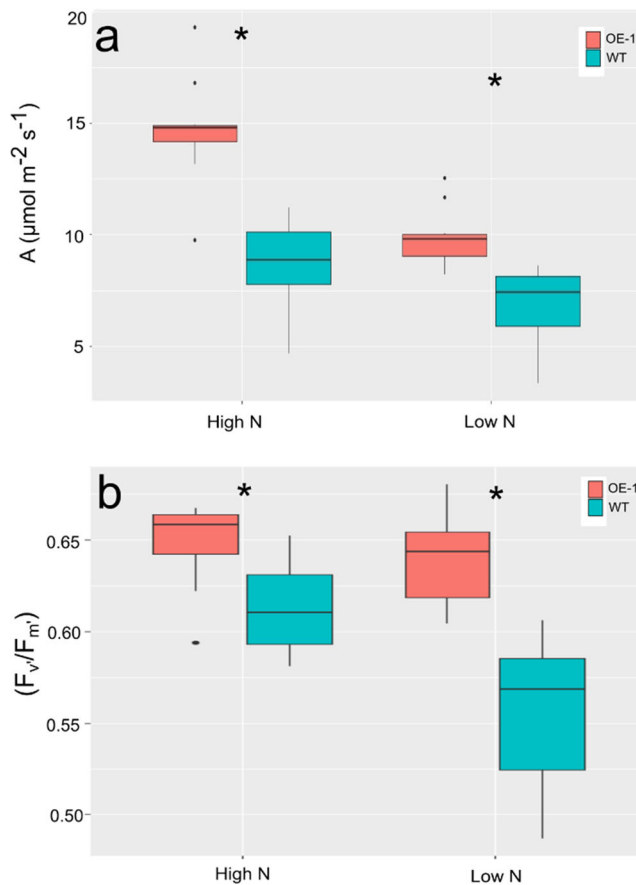 a
20
15
10
5
A (µmol m⁻² s⁻¹)
*
*
OE-1
WT
High N
Low N
b
0.65
0.60
0.55
0.50
(Fv'/Fm')
*
*
OE-1
WT
High N
Low N